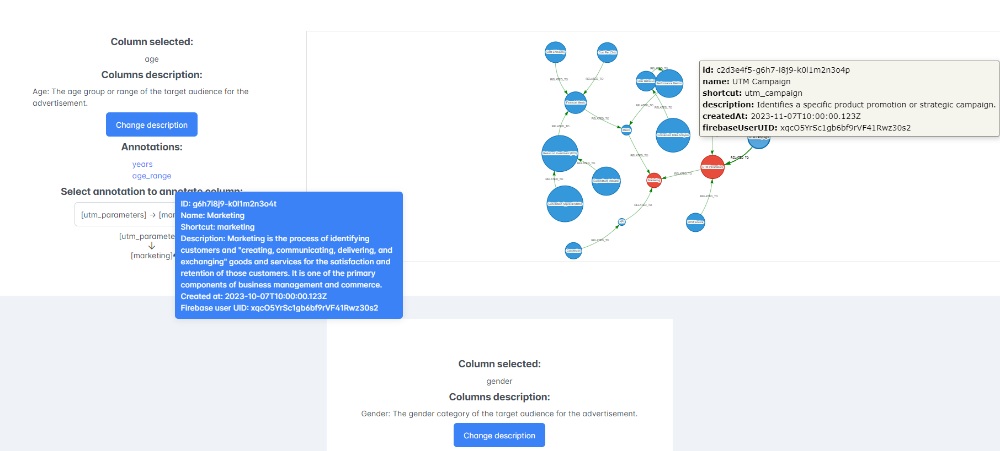 Column selected:
age
Columns description:
Age: The age group or range of the target audience for the
advertisement.
Change description
Annotations:
years
age_range
Select annotation to annotate column:
[utm_parameters] → [mar
[utm_paramete
↓
[marketing]
ID: g6h7i8j9-k0l1m2n3o4t
Name: Marketing
Shortcut: marketing
Description: Marketing is the process of identifying
customers and "creating, communicating, delivering, and
exchanging" goods and services for the satisfaction and
retention of those customers. It is one of the primary
components of business management and commerce.
Created at: 2023-10-07T10:00:00.123Z
Firebase user UID: xqcO5YrSc1gb6bf9rVF41Rwz30s2
Cost-Efficiency
Cost Per Click
RELATED_TO
RELATED_TO
RELATED_TO
User Behavior
Performance Metrics
Financial Metric
RELATED_TO
RELATED_TO
RELATED_TO
RELATED_TO
Metric
Conversion Rate Analysis
Return on Investment (ROI)
RELATED_TO
RELATED_TO
UTM Parameters
RELATED_TO
RELATED_TO
Expenditure Indicator
Marketing
RELATED_TO
Conversion Approval Metric
RELATED_TO
RELATED_TO
KPI
UTM Source
RELATED_TO
Conversion
id: c2d3e4f5-g6h7-i8j9-k0l1m2n3o4p
name: UTM Campaign
shortcut: utm_campaign
description: Identifies a specific product promotion or strategic campaign.
createdAt: 2023-11-07T10:00:00.123Z
firebaseUserUID: xqcO5YrSc1gb6bf9rVF41Rwz30s2
UTM Campaign
RELATED_TO
Column selected:
gender
Columns description:
Gender: The gender category of the target audience for the advertisement.
Change description